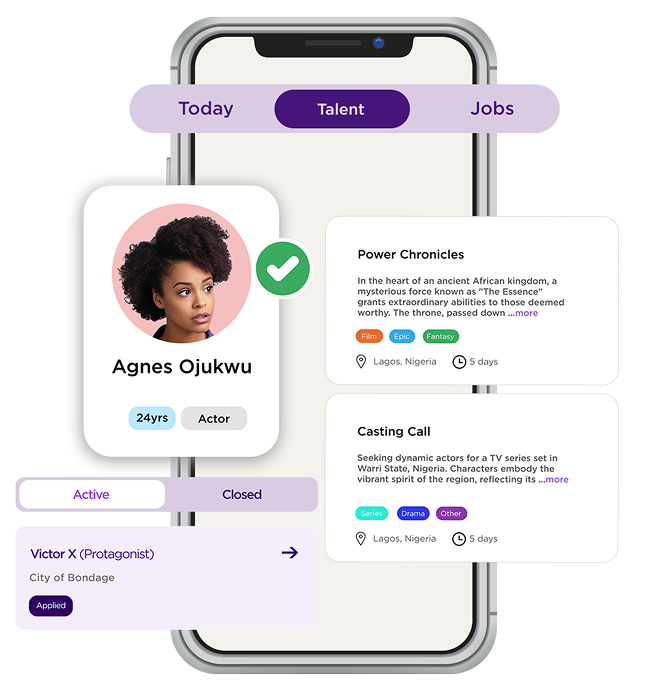 Today
Talent
Jobs
Agnes Ojukwu
24yrs
Actor
Power Chronicles
In the heart of an ancient African kingdom, a
mysterious force known as "The Essence"
grants extraordinary abilities to those deemed
worthy. The throne, passed down ...more
Film
Epic
Fantasy
Lagos, Nigeria
5 days
Casting Call
Seeking dynamic actors for a TV series set in
Warri State, Nigeria. Characters embody the
vibrant spirit of the region, reflecting its ...more
Series
Drama
Other
Lagos, Nigeria
5 days
Active
Closed
Victor X (Protagonist)
City of Bondage
Applied